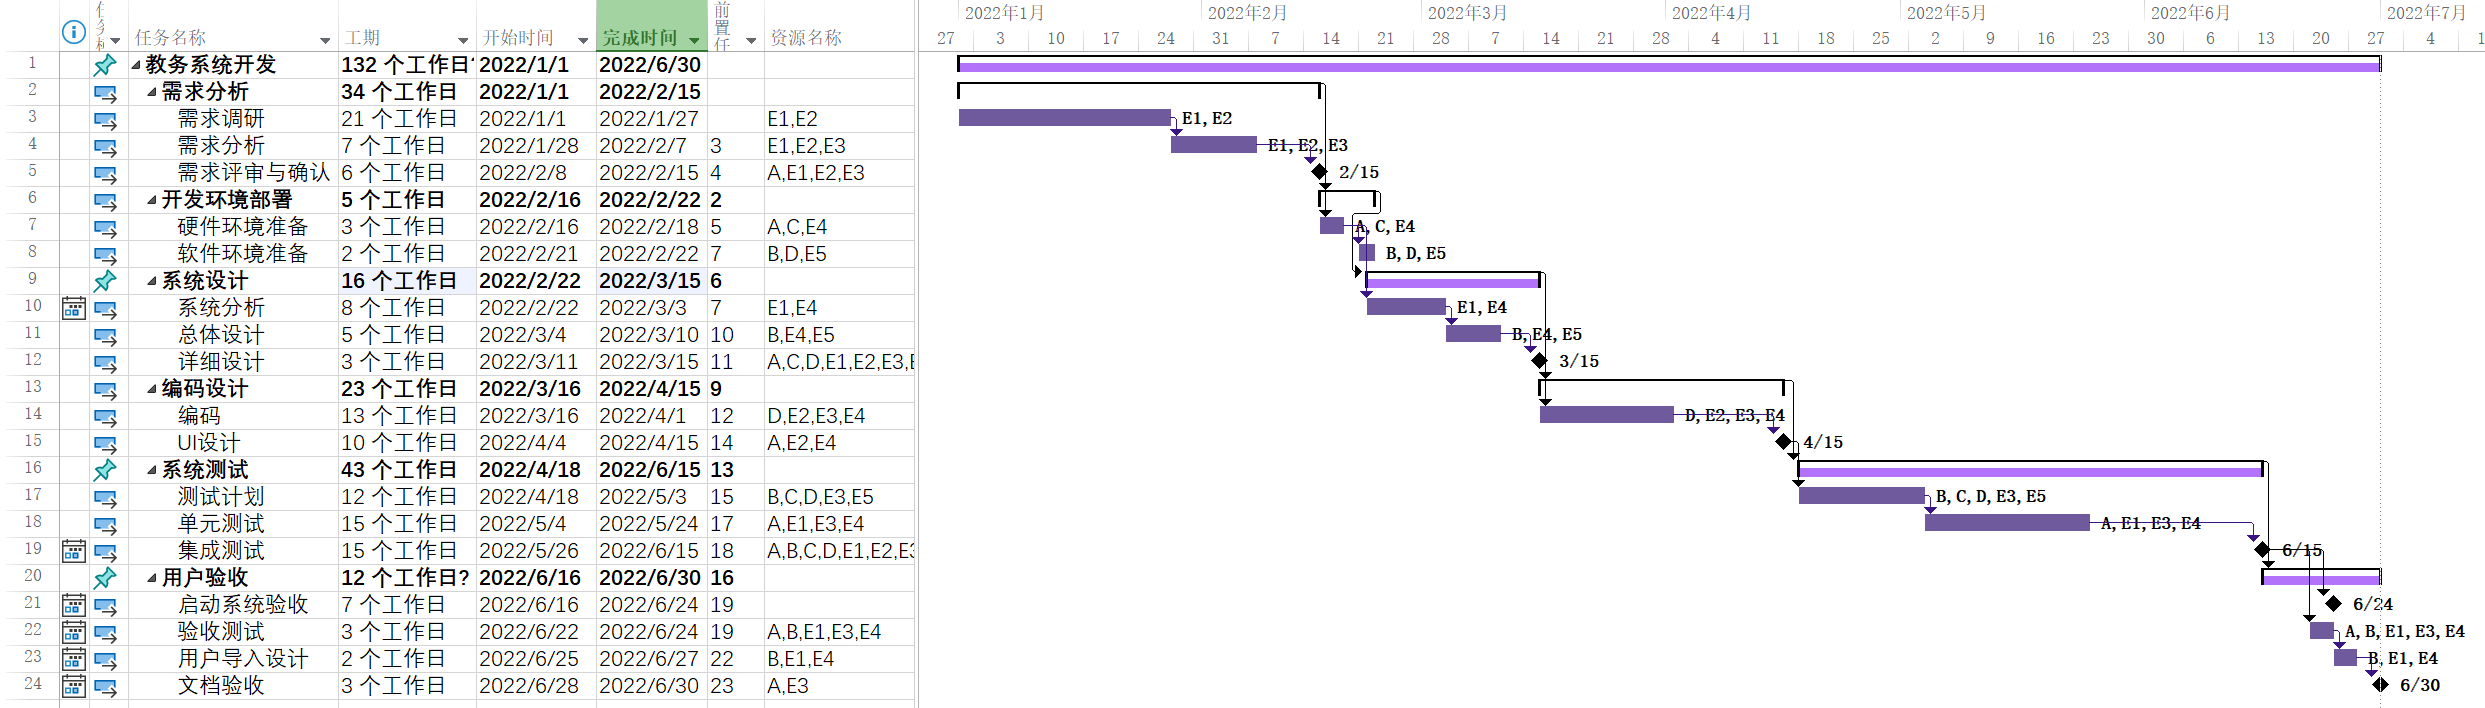 任务名称 工期 开始时间 完成时间 前置任 资源名称
2022年1月 2022年2月 2022年3月 2022年4月 2022年5月 2022年6月 2022年7月
27 3 10 17 24 31 7 14 21 28 7 14 21 28 4 11 18 25 2 9 16 23 30 6 13 20 27 4 1
1 教务系统开发 132 个工作日? 2022/1/1 2022/6/30
2 需求分析 34 个工作日 2022/1/1 2022/2/15
3 需求调研 21 个工作日 2022/1/1 2022/1/27 E1,E2 E1, E2
4 需求分析 7 个工作日 2022/1/28 2022/2/7 3 E1,E2,E3 E1, E2, E3
5 需求评审与确认 6 个工作日 2022/2/8 2022/2/15 4 A,E1,E2,E3 2/15
6 开发环境部署 5 个工作日 2022/2/16 2022/2/22 2
7 硬件环境准备 3 个工作日 2022/2/16 2022/2/18 5 A,C,E4 A, C, E4
8 软件环境准备 2 个工作日 2022/2/21 2022/2/22 7 B,D,E5 B, D, E5
9 系统设计 16 个工作日 2022/2/22 2022/3/15 6
10 系统分析 8 个工作日 2022/2/22 2022/3/3 7 E1,E4 E1, E4
11 总体设计 5 个工作日 2022/3/4 2022/3/10 10 B,E4,E5 B, E4, E5
12 详细设计 3 个工作日 2022/3/11 2022/3/15 11 A,C,D,E1,E2,E3, 3/15
13 编码设计 23 个工作日 2022/3/16 2022/4/15 9
14 编码 13 个工作日 2022/3/16 2022/4/1 12 D,E2,E3,E4 D, E2, E3, E4
15 UI设计 10 个工作日 2022/4/4 2022/4/15 14 A,E2,E4 4/15
16 系统测试 43 个工作日 2022/4/18 2022/6/15 13
17 测试计划 12 个工作日 2022/4/18 2022/5/3 15 B,C,D,E3,E5 B, C, D, E3, E5
18 单元测试 15 个工作日 2022/5/4 2022/5/24 17 A,E1,E3,E4 A, E1, E3, E4
19 集成测试 15 个工作日 2022/5/26 2022/6/15 18 A,B,C,D,E1,E2,E3 6/15
20 用户验收 12 个工作日? 2022/6/16 2022/6/30 16
21 启动系统验收 7 个工作日 2022/6/16 2022/6/24 19 6/24
22 验收测试 3 个工作日 2022/6/22 2022/6/24 19 A,B,E1,E3,E4 A, B, E1, E3, E4
23 用户导入设计 2 个工作日 2022/6/25 2022/6/27 22 B,E1,E4 B, E1, E4
24 文档验收 3 个工作日 2022/6/28 2022/6/30 23 A,E3 6/30